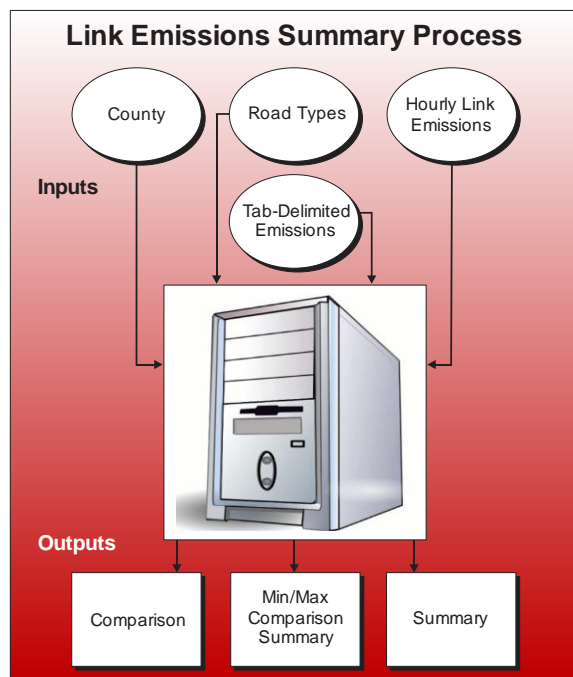 Link Emissions Summary Process
County
Road Types
Hourly Link
Emissions
Inputs
Tab-Delimited
Emissions
Outputs
Comparison
Min/Max
Comparison
Summary
Summary